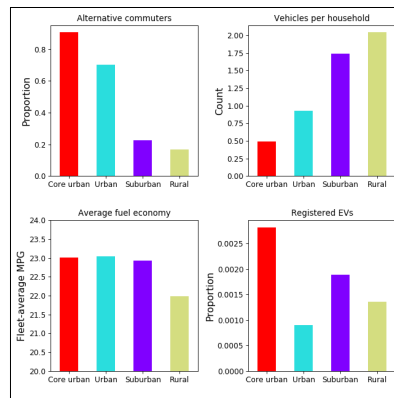 Alternative commuters
Proportion
0.8
0.6
0.4
0.2
0.0
Core urban Urban Suburban Rural
Vehicles per household
Count
2.00
1.75
1.50
1.25
1.00
0.75
0.50
0.25
0.00
Core urban Urban Suburban Rural
Average fuel economy
Fleet-average MPG
24.0
23.5
23.0
22.5
22.0
21.5
21.0
20.5
20.0
Core urban Urban Suburban Rural
Registered EVs
Proportion
0.0025
0.0020
0.0015
0.0010
0.0005
0.0000
Core urban Urban Suburban Rural